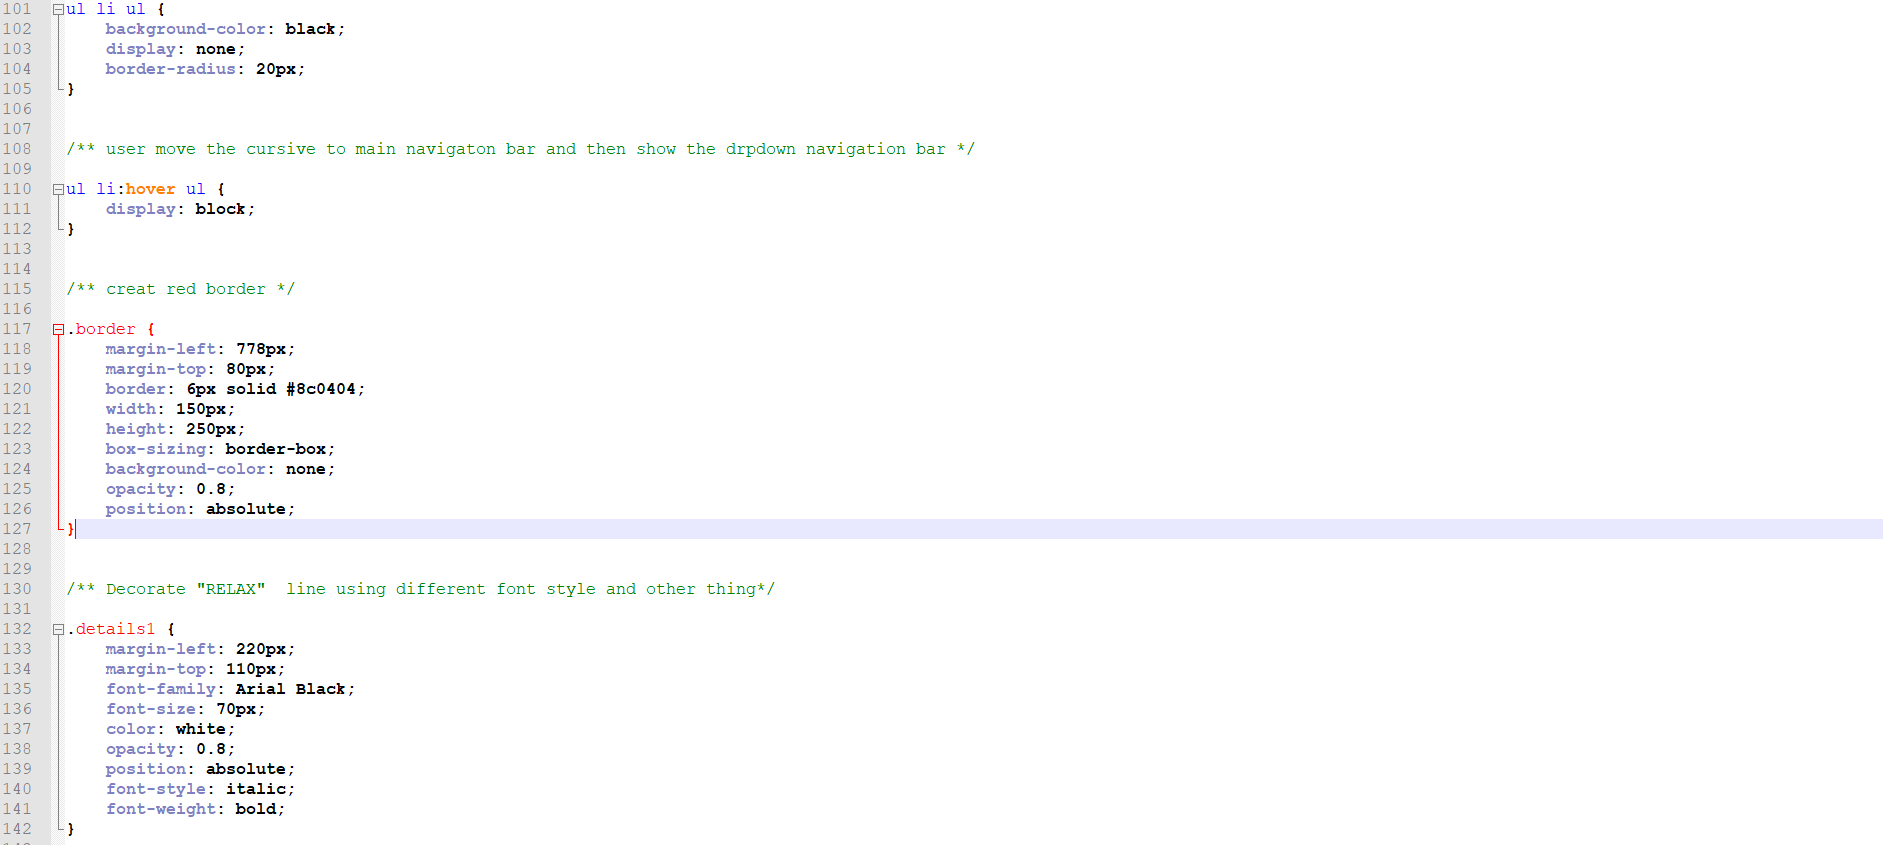 101 ul li ul {
102 background-color: black;
103 display: none;
104 border-radius: 20px;
105 }
106
107
108 /** user move the cursive to main navigaton bar and then show the drpdown navigation bar */
109
110 ul li:hover ul {
111 display: block;
112 }
113
114
115 /** creat red border */
116
117 .border {
118 margin-left: 778px;
119 margin-top: 80px;
120 border: 6px solid #8c0404;
121 width: 150px;
122 height: 250px;
123 box-sizing: border-box;
124 background-color: none;
125 opacity: 0.8;
126 position: absolute;
127 }
128
129
130 /** Decorate "RELAX"  line using different font style and other thing*/
131
132 .details1 {
133 margin-left: 220px;
134 margin-top: 110px;
135 font-family: Arial Black;
136 font-size: 70px;
137 color: white;
138 opacity: 0.8;
139 position: absolute;
140 font-style: italic;
141 font-weight: bold;
142 }